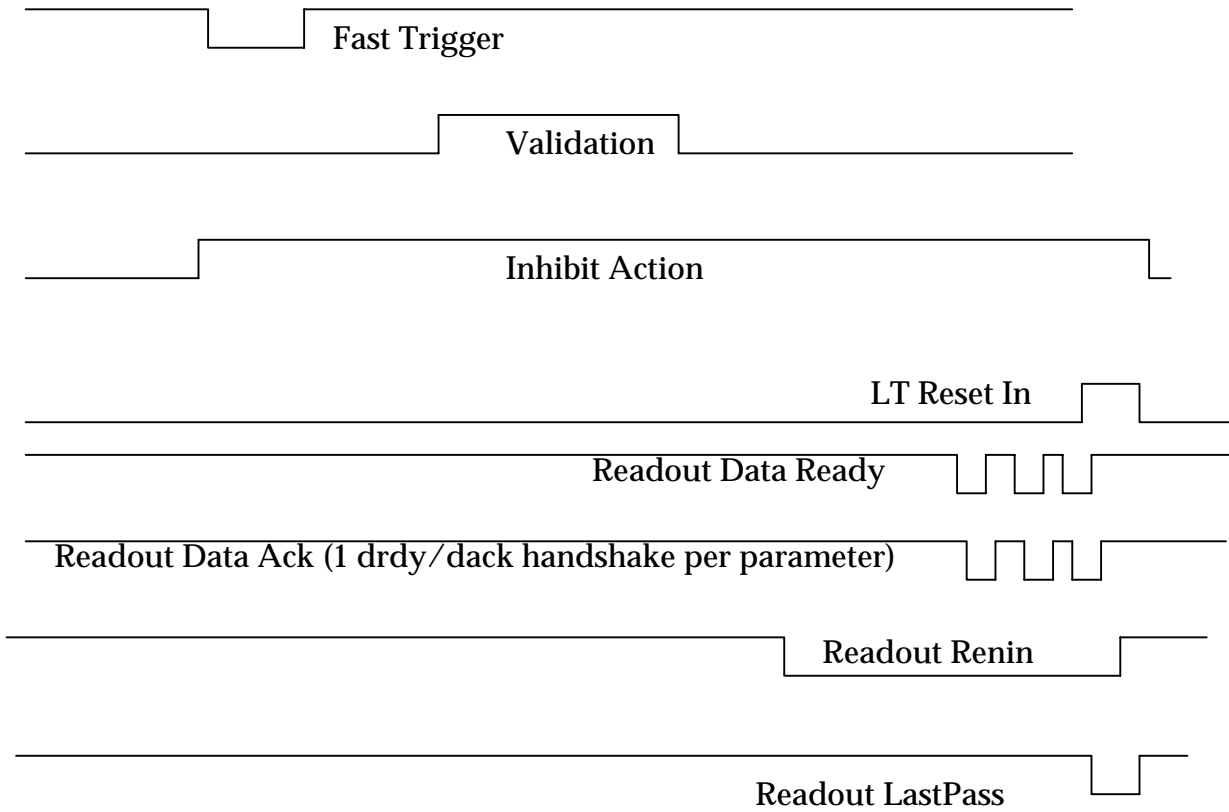 Fast Trigger
Validation
Inhibit Action
LT Reset In
Readout Data Ready
Readout Data Ack (1 drdy/dack handshake per parameter)
Readout Renin
Readout LastPass